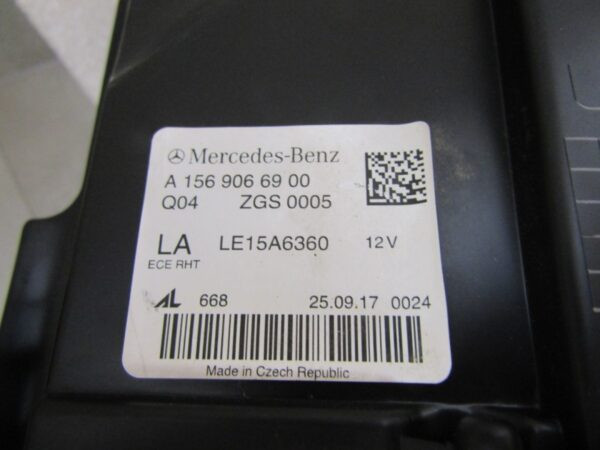 Mercedes-Benz
A 156 906 69 00
Q04 ZGS 0005
LA LE15A6360 12V
ECE RHT
AL 668 25.09.17 0024
Made in Czech Republic